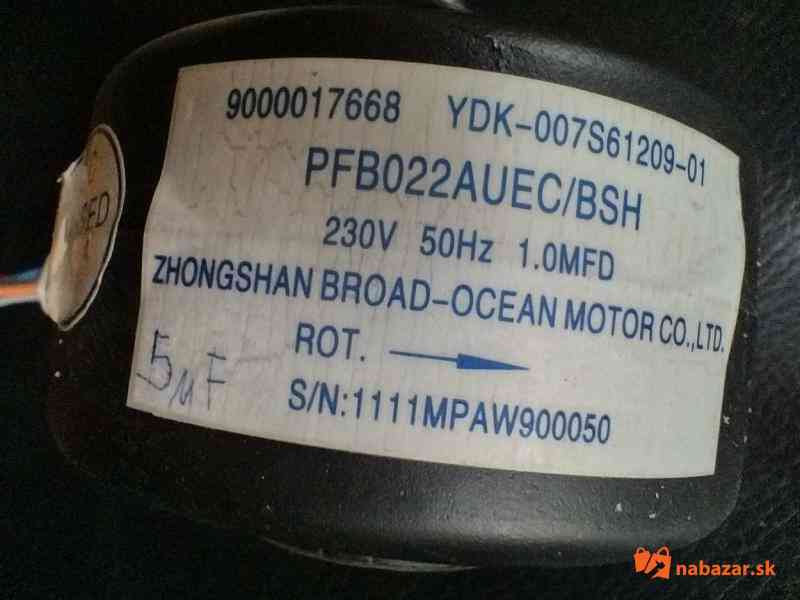 9000017668 YDK-007S61209-01
PFB022AUEC/BSH
230V 50Hz 1.0MFD
ZHONGSHAN BROAD-OCEAN MOTOR CO.,LTD.
ROT.
5µF
S/N:1111MPAW900050
nabazar.sk